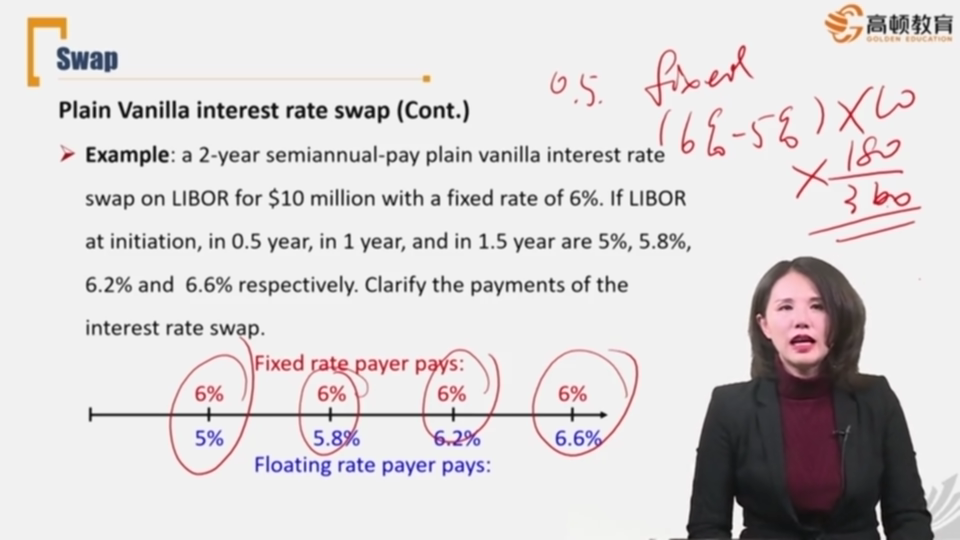 高顿教育
GOLDEN EDUCATION
Swap
0.5. fixed
Plain Vanilla interest rate swap (Cont.)
(6%-5%)×10
×180/360
Example: a 2-year semiannual-pay plain vanilla interest rate
swap on LIBOR for $10 million with a fixed rate of 6%. If LIBOR
at initiation, in 0.5 year, in 1 year, and in 1.5 year are 5%, 5.8%,
6.2% and 6.6% respectively. Clarify the payments of the
interest rate swap.
Fixed rate payer pays:
6% 6% 6% 6%
5% 5.8% 6.2% 6.6%
Floating rate payer pays: